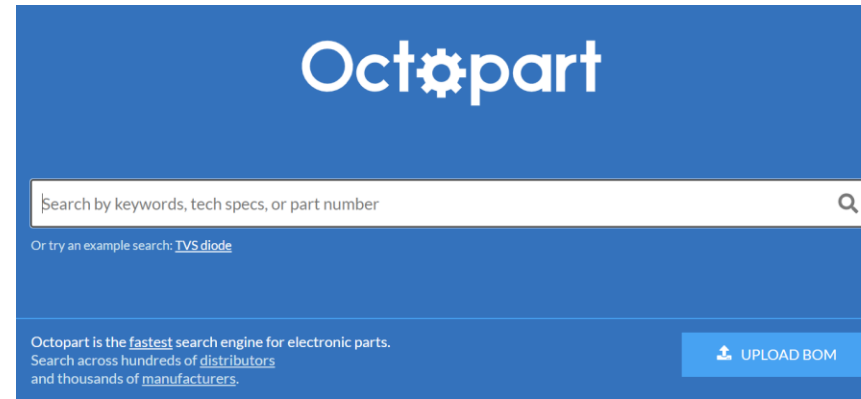 Octopart
Search by keywords, tech specs, or part number
Or try an example search: TVS diode
Octopart is the fastest search engine for electronic parts.
Search across hundreds of distributors
and thousands of manufacturers.
UPLOAD BOM